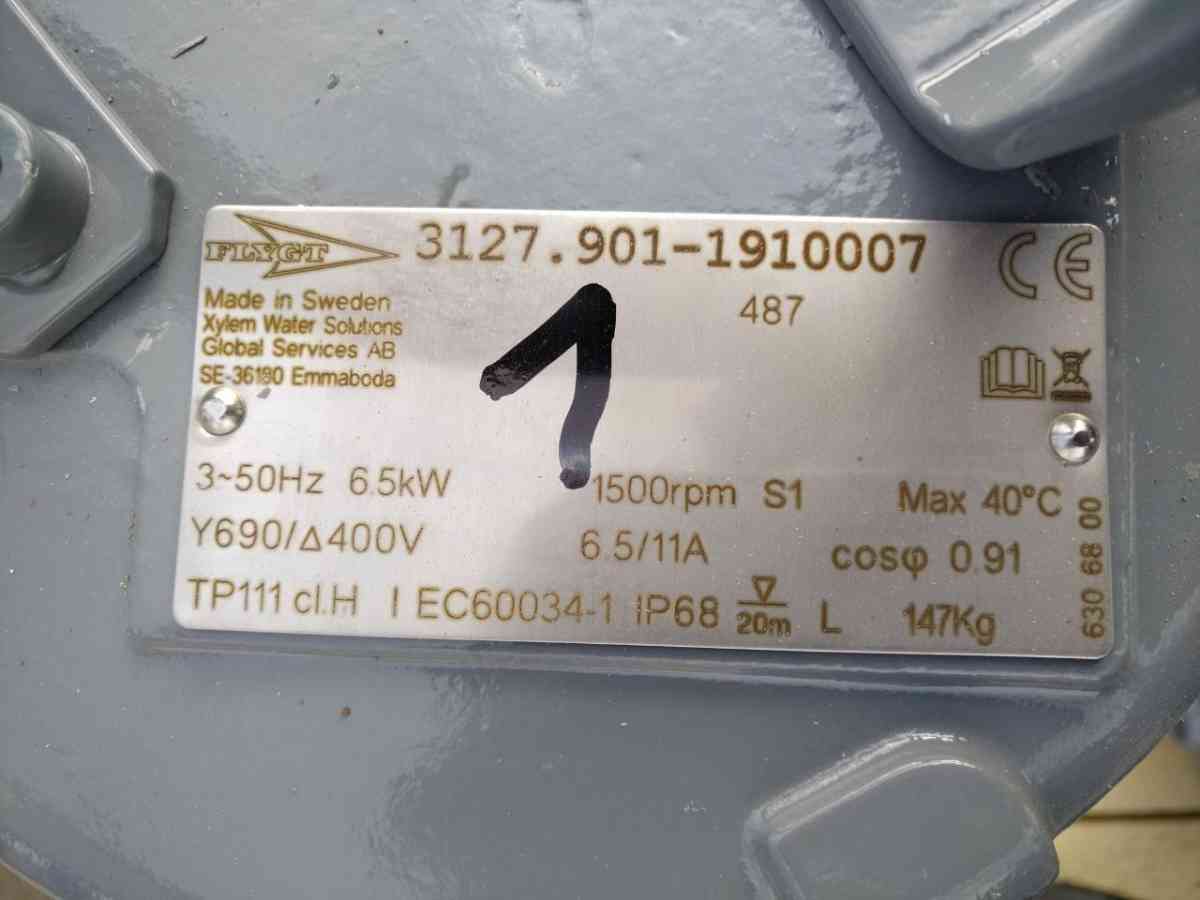 FLYGT 3127.901-1910007 CE
487
Made in Sweden
Xylem Water Solutions
Global Services AB
SE-36180 Emmaboda
1
3~50Hz 6.5kW 1500rpm S1 Max 40°C
Y690/Δ400V 6.5/11A cosφ 0.91
TP111 cl.H IEC60034-1 IP68 20m L 147Kg
630 68 00